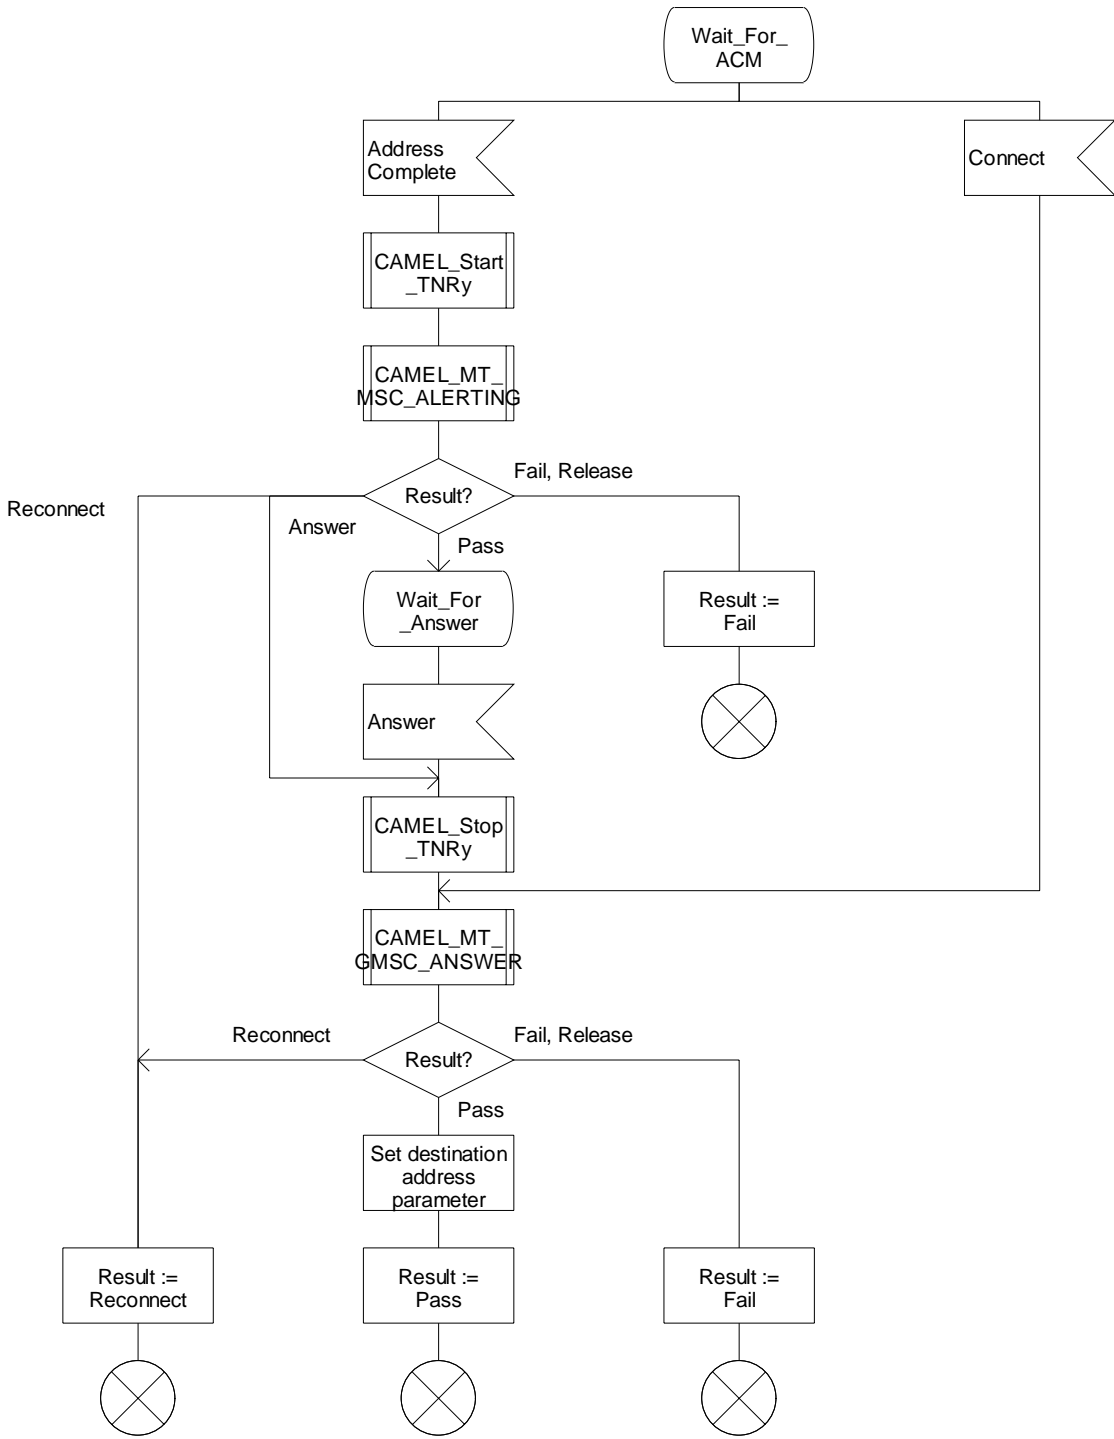 Wait_For_
ACM
Address
Complete
Connect
CAMEL_Start
_TNRy
CAMEL_MT_
MSC_ALERTING
Fail, Release
Reconnect
Result?
Answer
Pass
Wait_For
_Answer
Result :=
Fail
Answer
CAMEL_Stop
_TNRy
CAMEL_MT_
GMSC_ANSWER
Reconnect
Fail, Release
Result?
Pass
Set destination
address
parameter
Result :=
Reconnect
Result :=
Pass
Result :=
Fail